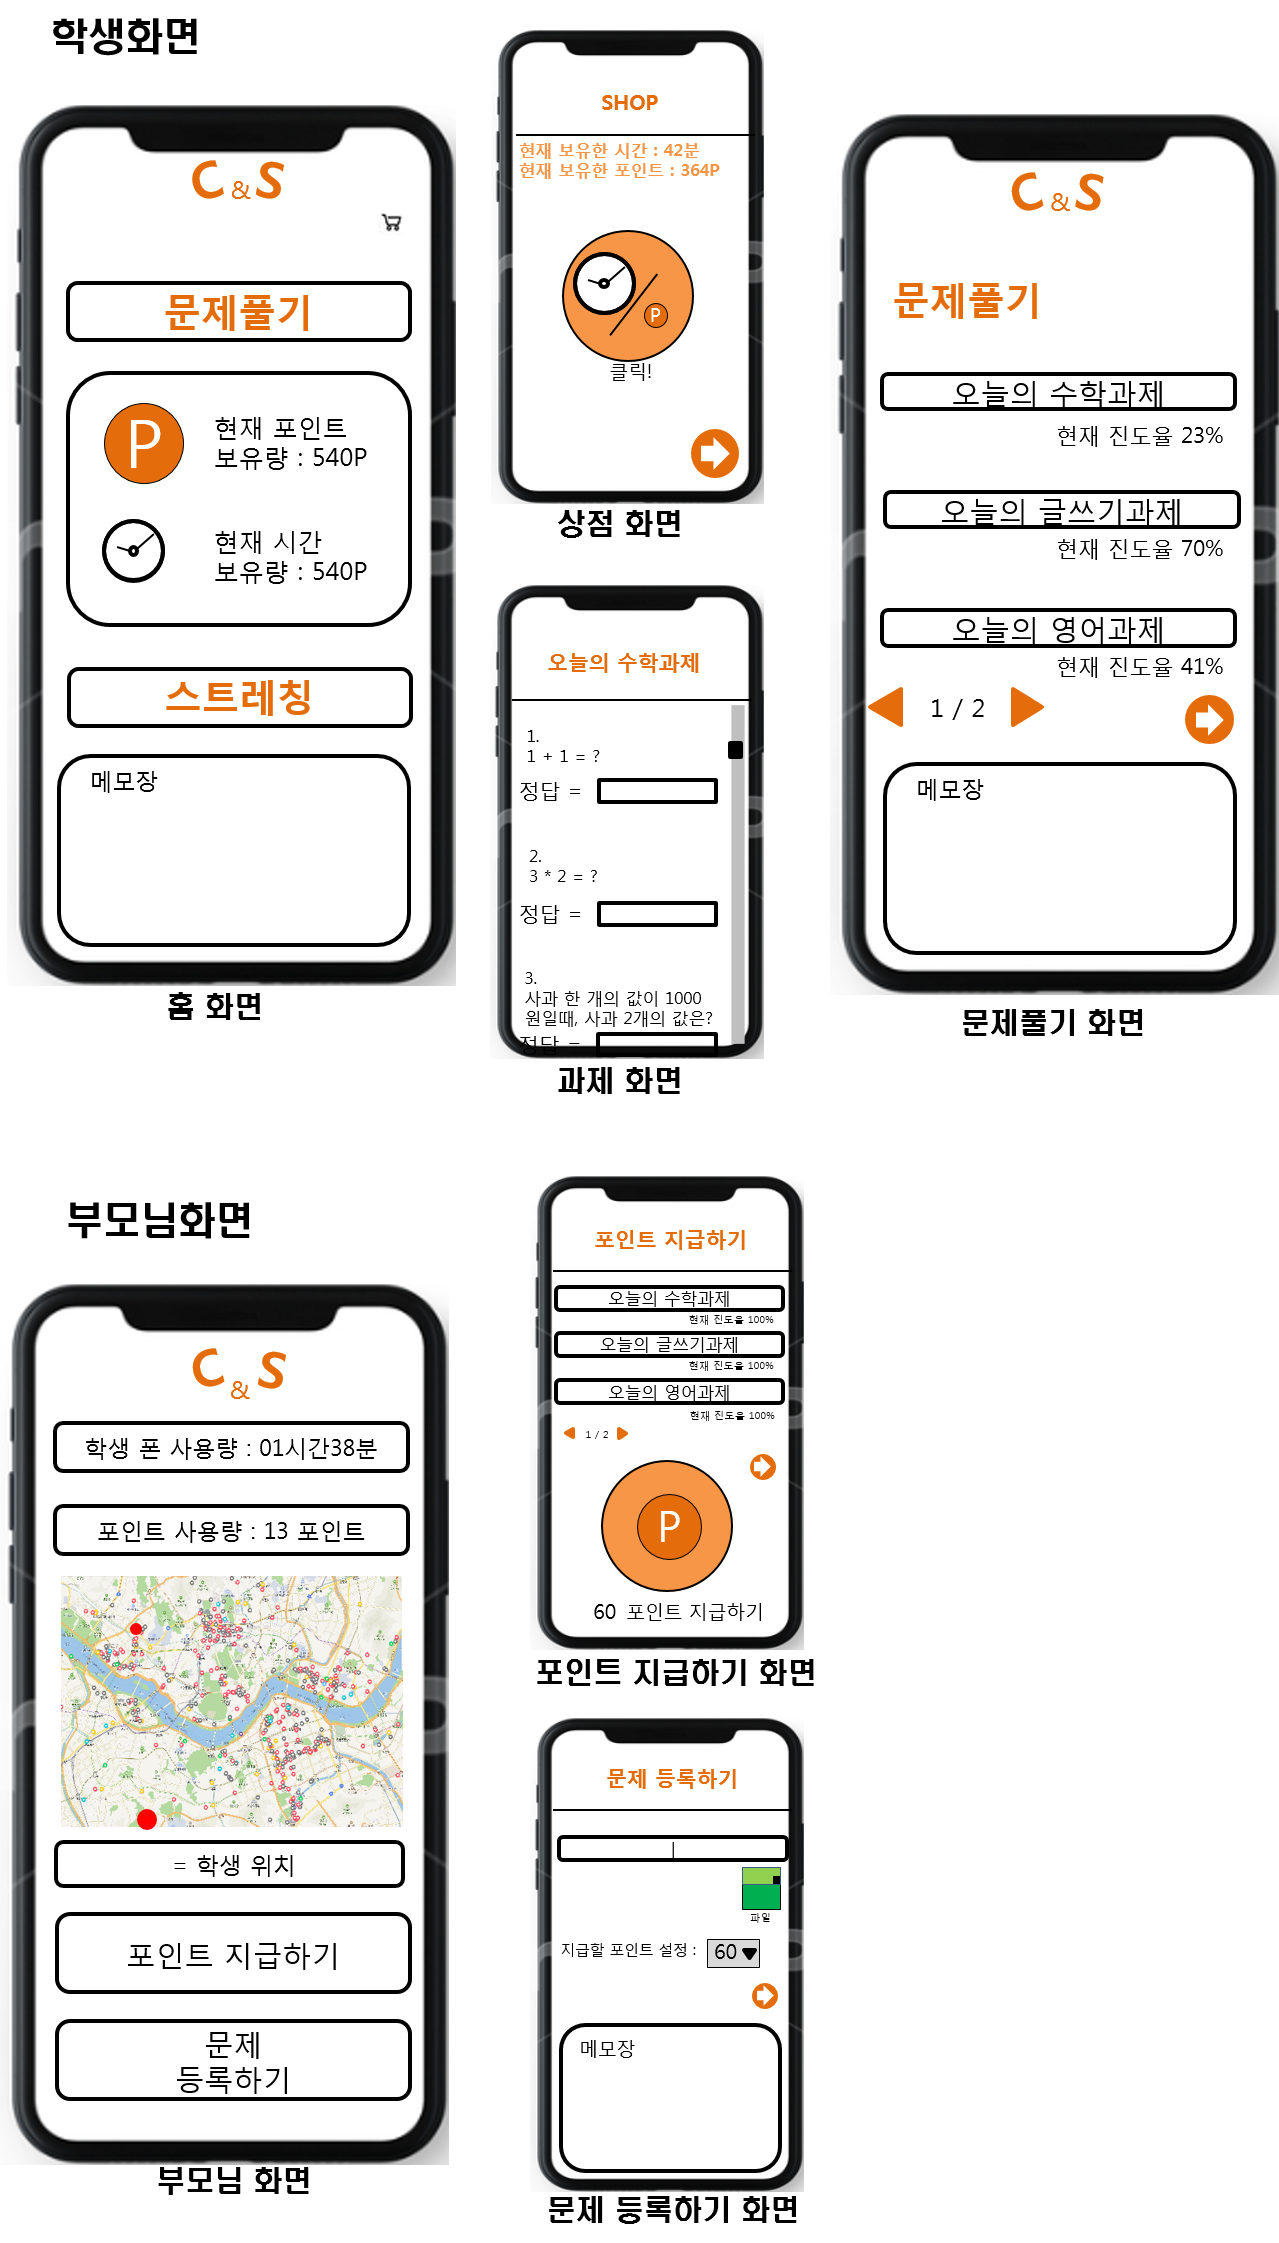 학생화면
C & S
문제풀기
P
현재 포인트
보유량 : 540P
현재 시간
보유량 : 540P
스트레칭
메모장
홈 화면
SHOP
현재 보유한 시간 : 42분
현재 보유한 포인트 : 364P
P
클릭!
상점 화면
오늘의 수학과제
1.
1 + 1 = ?
정답 =
2.
3 * 2 = ?
정답 =
3.
사과 한 개의 값이 1000
원일때, 사과 2개의 값은?
정답 =
과제 화면
C & S
문제풀기
오늘의 수학과제
현재 진도율 23%
오늘의 글쓰기과제
현재 진도율 70%
오늘의 영어과제
현재 진도율 41%
1 / 2
메모장
문제풀기 화면
부모님화면
C & S
학생 폰 사용량 : 01시간38분
포인트 사용량 : 13 포인트
= 학생 위치
포인트 지급하기
문제
등록하기
부모님 화면
포인트 지급하기
오늘의 수학과제
현재 진도율 100%
오늘의 글쓰기과제
현재 진도율 100%
오늘의 영어과제
현재 진도율 100%
1 / 2
P
60 포인트 지급하기
포인트 지급하기 화면
문제 등록하기
파일
지급할 포인트 설정 : 60
메모장
문제 등록하기 화면